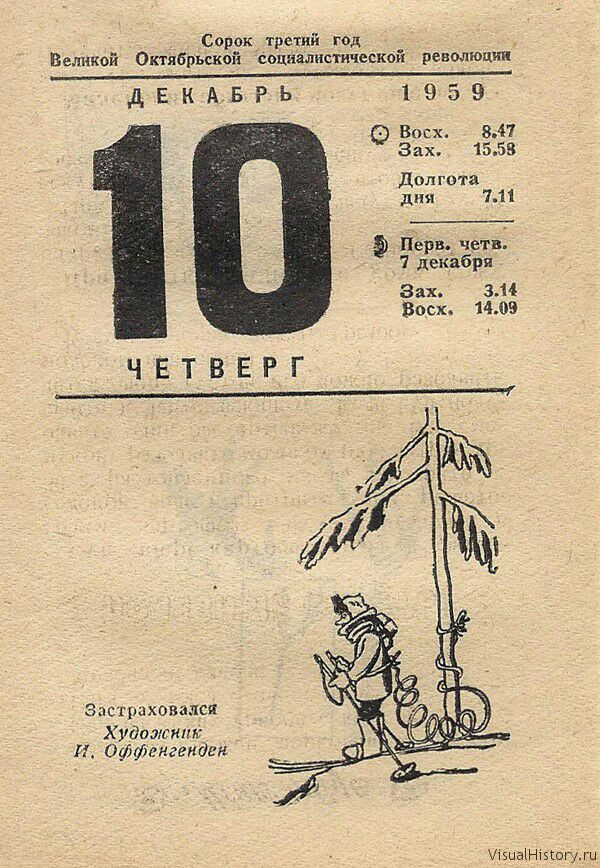 Сорок третий год
Великой Октябрьской социалистической революции
ДЕКАБРЬ 1959
10
Восх. 8.47
Зах. 15.58
Долгота
дня 7.11
Перв. четв.
7 декабря
Зах. 3.14
Восх. 14.09
ЧЕТВЕРГ
Застраховался
Художник
И. Оффенгенден
VisualHistory.ru